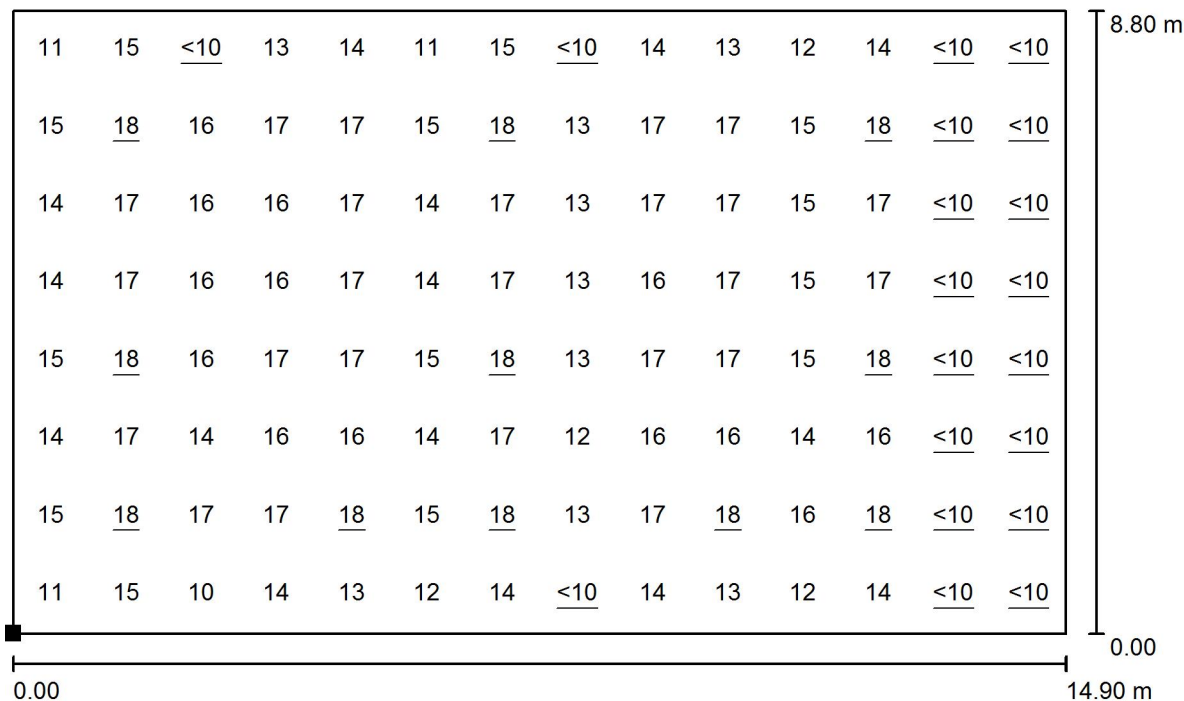 11 15 <10 13 14 11 15 <10 14 13 12 14 <10 <10
8.80 m
15 18 16 17 17 15 18 13 17 17 15 18 <10 <10
14 17 16 16 17 14 17 13 17 17 15 17 <10 <10
14 17 16 16 17 14 17 13 16 17 15 17 <10 <10
15 18 16 17 17 15 18 13 17 17 15 18 <10 <10
14 17 14 16 16 14 17 12 16 16 14 16 <10 <10
15 18 17 17 18 15 18 13 17 18 16 18 <10 <10
11 15 10 14 13 12 14 <10 14 13 12 14 <10 <10
0.00
0.00 14.90 m